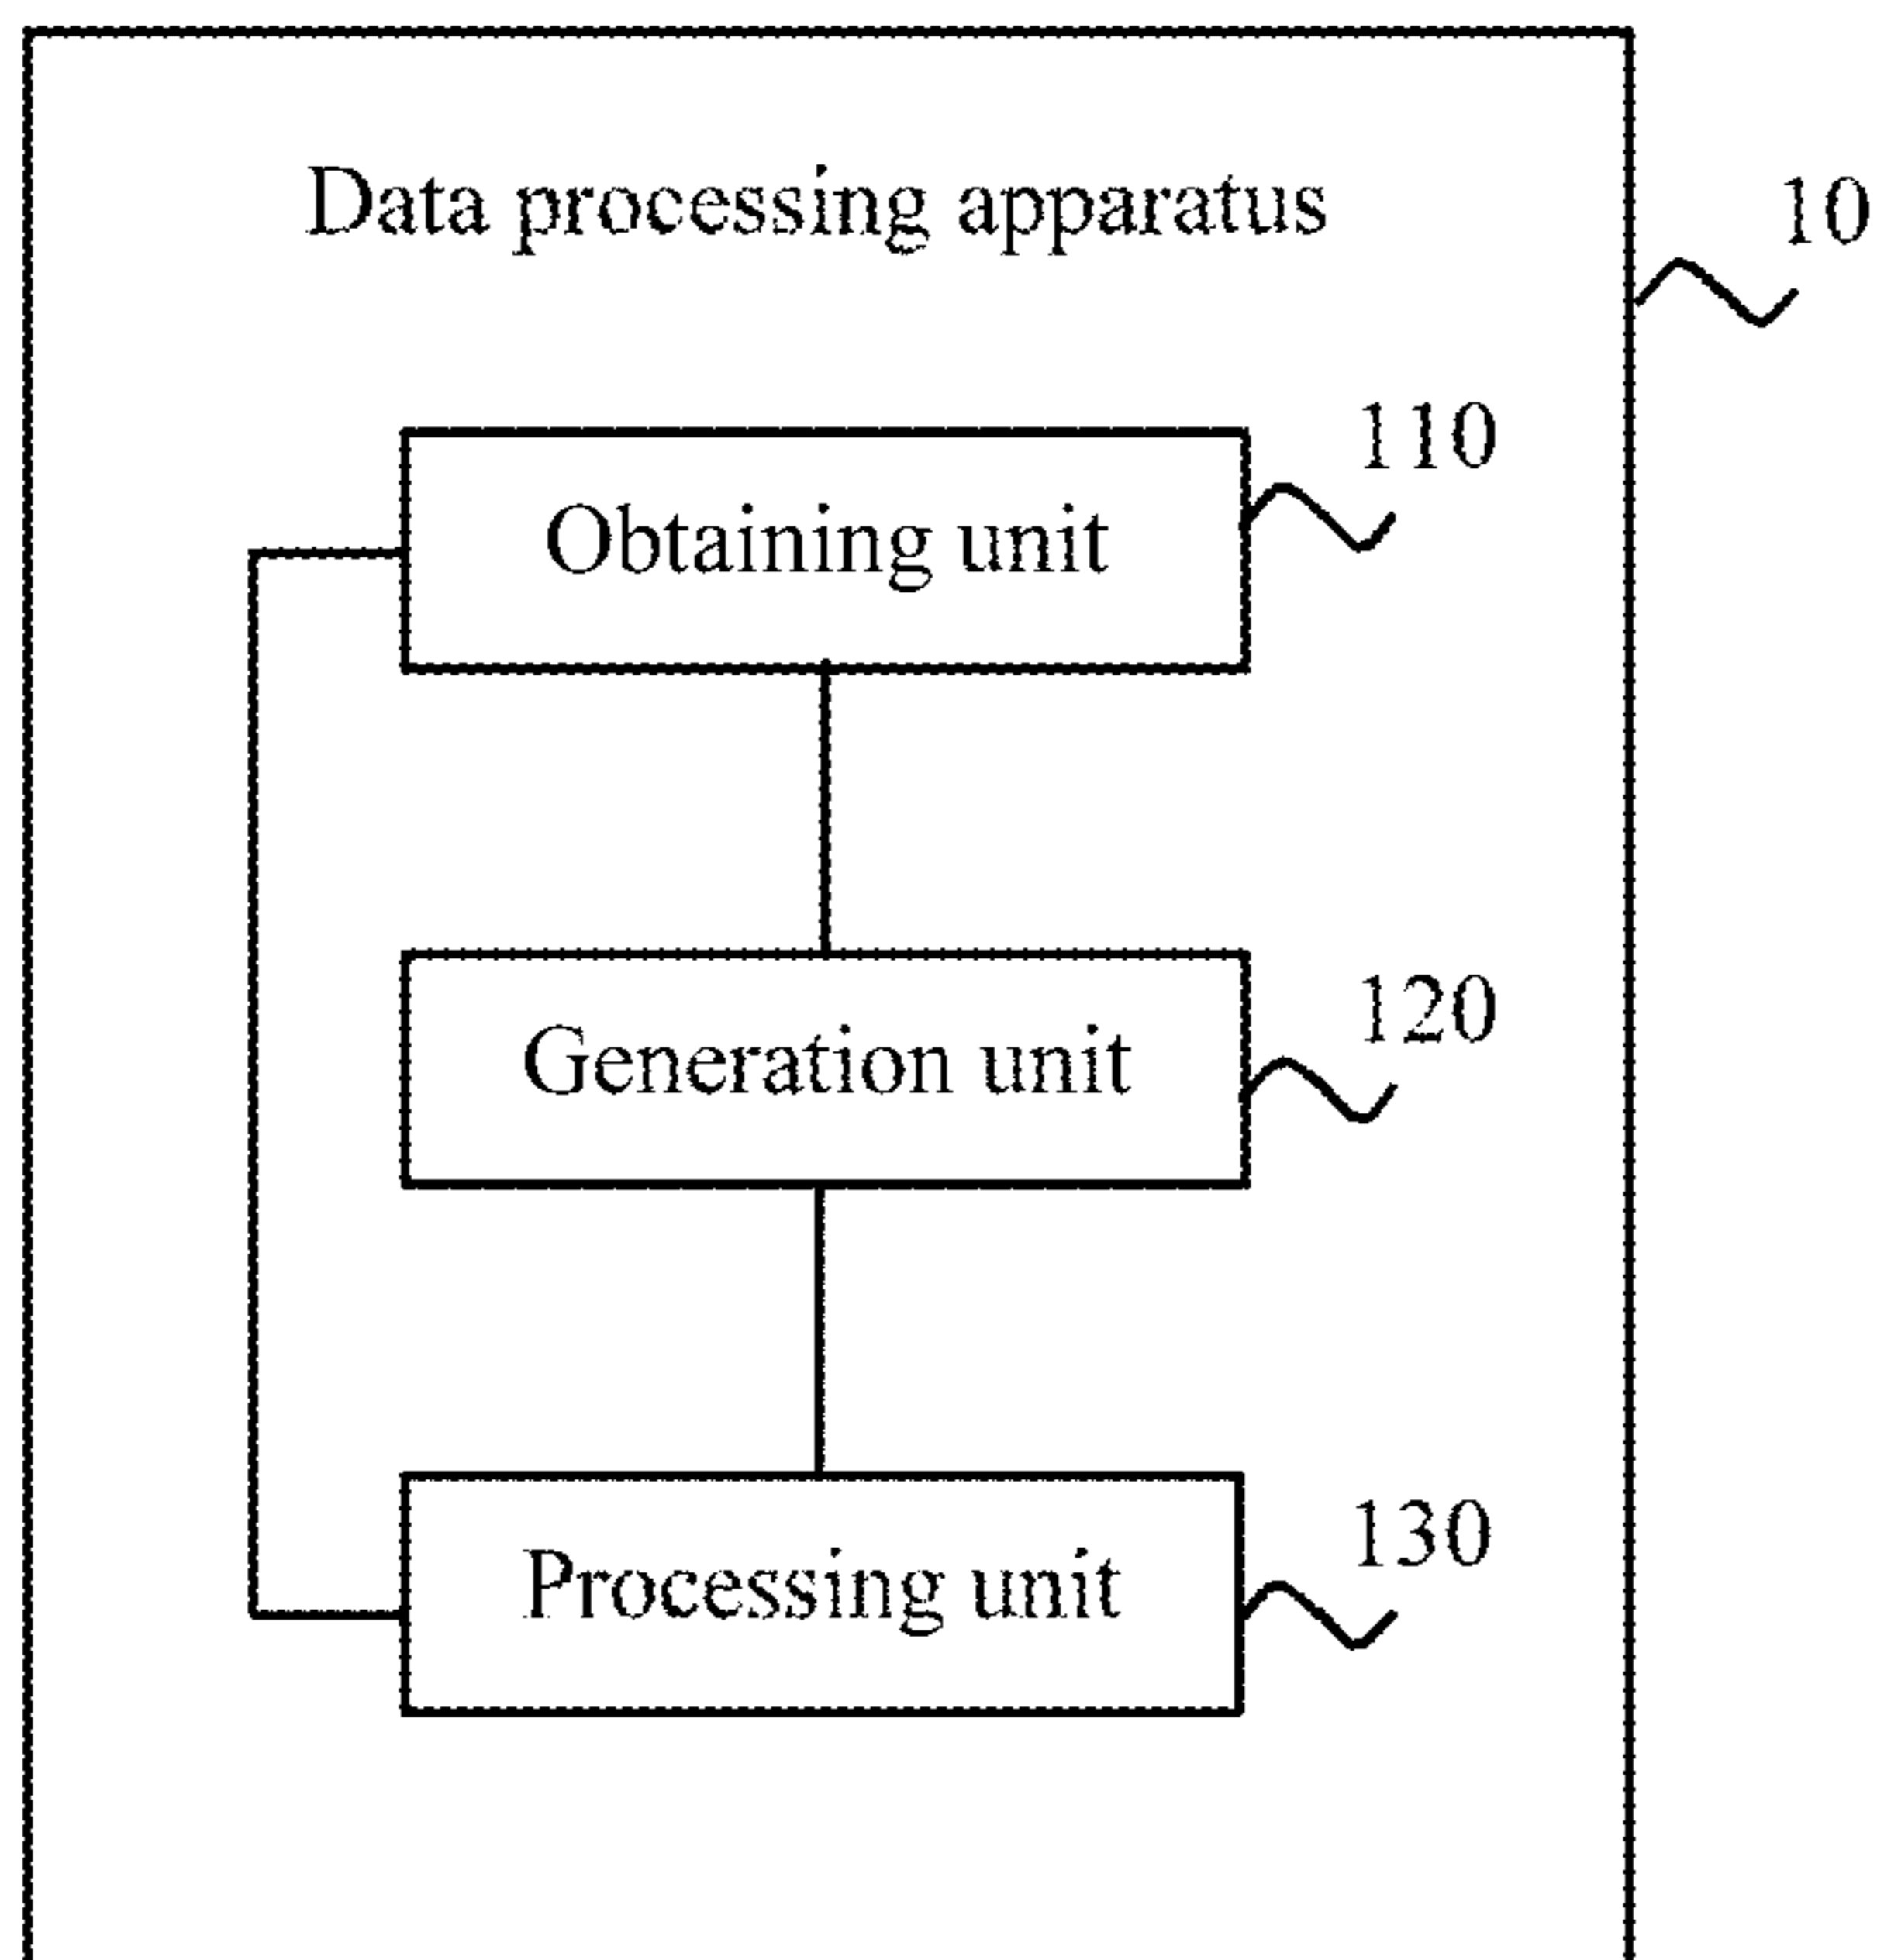 Data processing apparatus
10
110
Obtaining unit
120
Generation unit
130
Processing unit